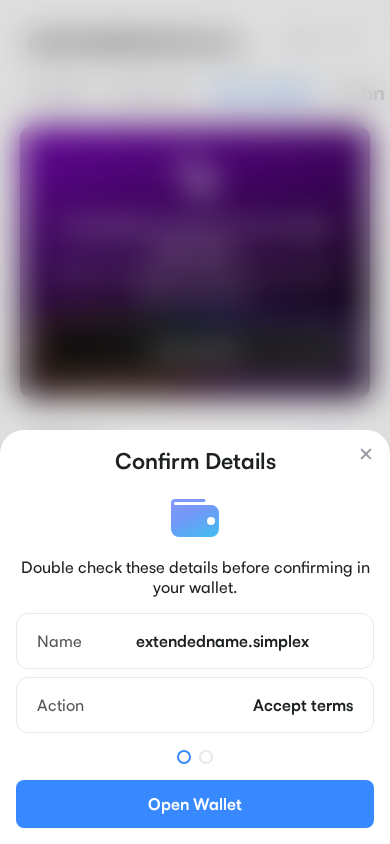 Confirm Details
Double check these details before confirming in
your wallet.
Name extendedname.simplex
Action Accept terms
Open Wallet